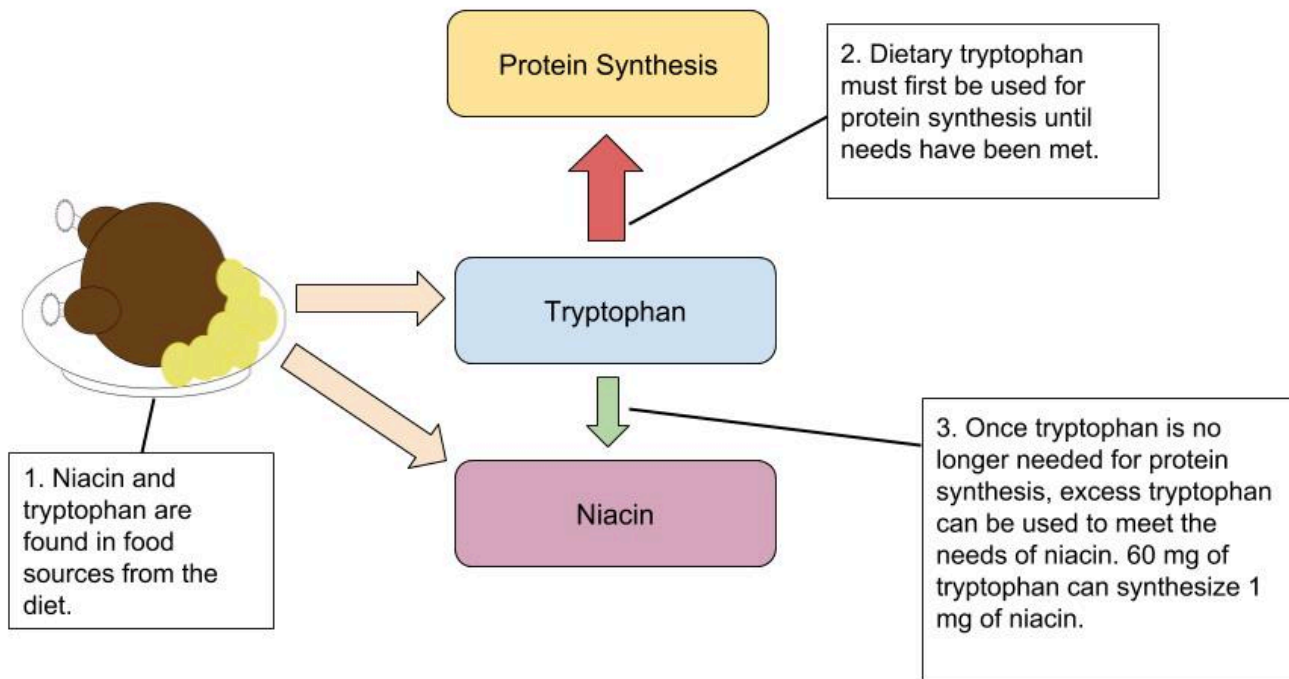 Protein Synthesis
2. Dietary tryptophan
must first be used for
protein synthesis until
needs have been met.
Tryptophan
1. Niacin and
tryptophan are
found in food
sources from the
diet.
Niacin
3. Once tryptophan is no
longer needed for protein
synthesis, excess tryptophan
can be used to meet the
needs of niacin. 60 mg of
tryptophan can synthesize 1
mg of niacin.